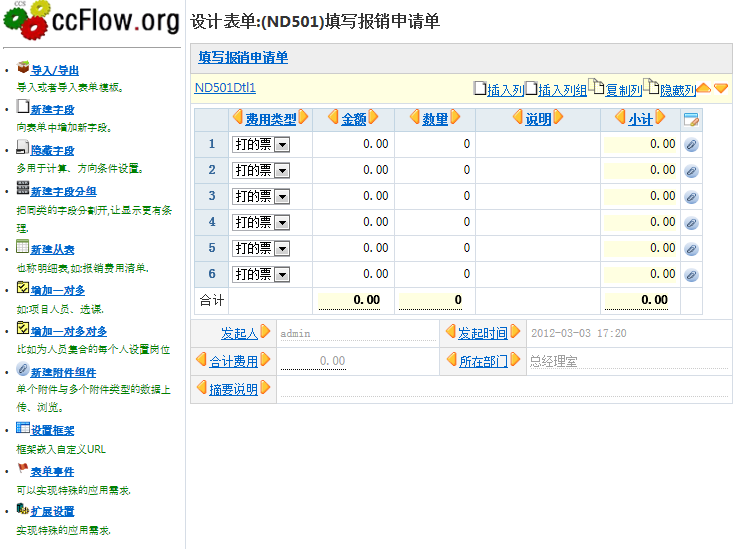 CCIS
ccFlow.org
导入/导出
导入或者导入表单模板。
新建字段
向表单中增加新字段。
隐藏字段
多用于计算、方向条件设置。
新建字段分组
把同类的字段分割开,让显示更有条
理.
新建从表
也称明细表,如:报销费用清单.
增加一对多
如:项目人员、选课.
增加一对多对多
比如为人员集合的每个人设置岗位
新建附件组件
单个附件与多个附件类型的数据上
传、浏览。
设置框架
框架嵌入自定义URL
表单事件
可以实现特殊的应用需求.
扩展设置
实现特殊的应用需求.
设计表单:(ND501)填写报销申请单
填写报销申请单
ND501Dtl1 插入列 插入列组 复制列 隐藏列
费用类型 金额 数量 说明 小计
1 打的票 0.00 0 0.00
2 打的票 0.00 0 0.00
3 打的票 0.00 0 0.00
4 打的票 0.00 0 0.00
5 打的票 0.00 0 0.00
6 打的票 0.00 0 0.00
合计 0.00 0 0.00
发起人 admin 发起时间 2012-03-03 17:20
合计费用 0.00 所在部门 总经理室
摘要说明